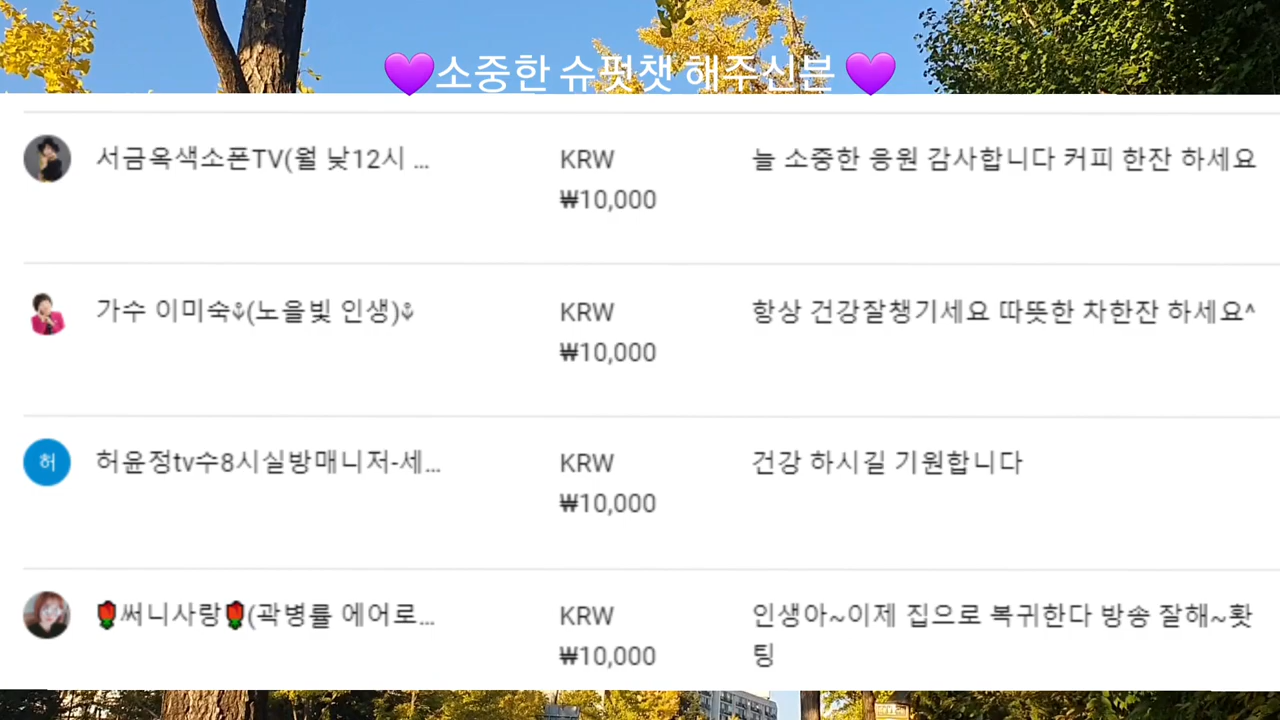 💜소중한 슈펏챗 해주신분 💜
서금옥색소폰TV(월 낮12시 ...
KRW
₩10,000
늘 소중한 응원 감사합니다 커피 한잔 하세요
가수 이미숙⚘(노을빛 인생)⚘
KRW
₩10,000
항상 건강잘챙기세요 따뜻한 차한잔 하세요^
허
허윤정tv수8시실방매니저-세...
KRW
₩10,000
건강 하시길 기원합니다
🌹써니사랑🌹(곽병률 에어로...
KRW
₩10,000
인생아~이제 집으로 복귀한다 방송 잘해~홧
팅